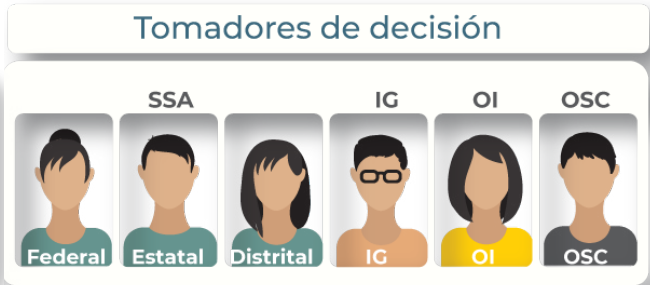 Tomadores de decisión
SSA IG OI OSC
Federal Estatal Distrital IG OI OSC